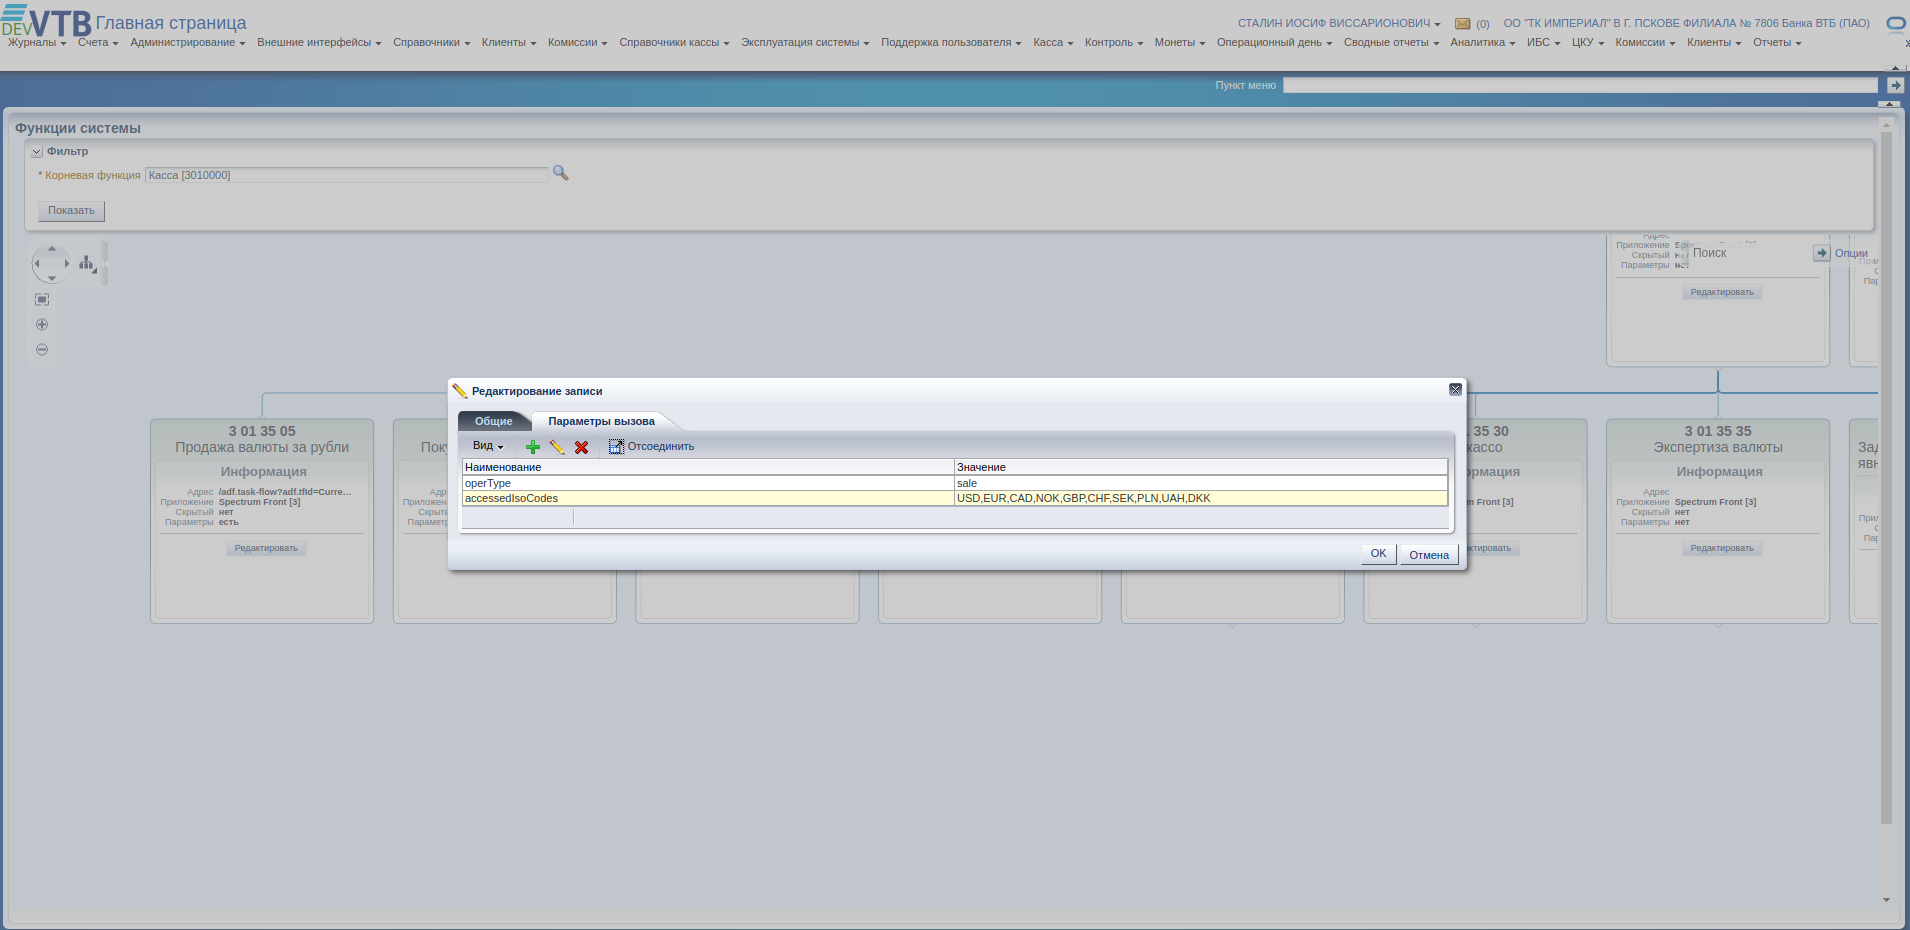 DEV VTB Главная страница
СТАЛИН ИОСИФ ВИССАРИОНОВИЧ (0) ОО "ТК ИМПЕРИАЛ" В Г. ПСКОВЕ ФИЛИАЛА № 7806 Банка ВТБ (ПАО)
Журналы Счета Администрирование Внешние интерфейсы Справочники Клиенты Комиссии Справочники кассы Эксплуатация системы Поддержка пользователя Касса Контроль Монеты Операционный день Сводные отчеты Аналитика ИБС ЦКУ Комиссии Клиенты Отчеты »
Пункт меню
Функции системы
Фильтр
* Корневая функция Касса [3010000]
Показать
Адрес
Приложение Spectrum Front [3]
Скрытый нет
Параметры нет
Редактировать
Поиск
Опции
Редактирование записи
Общие Параметры вызова
Вид Отсоединить
Наименование Значение
operType sale
accessedIsoCodes USD,EUR,CAD,NOK,GBP,CHF,SEK,PLN,UAH,DKK
OK Отмена
3 01 35 05
Продажа валюты за рубли
Информация
Адрес /adf.task-flow?adf.tfId=Curre...
Приложение Spectrum Front [3]
Скрытый нет
Параметры есть
Редактировать
35 30
Front [3]
нет
нет
3 01 35 35
Экспертиза валюты
Информация
Адрес
Приложение Spectrum Front [3]
Скрытый нет
Параметры нет
Редактировать